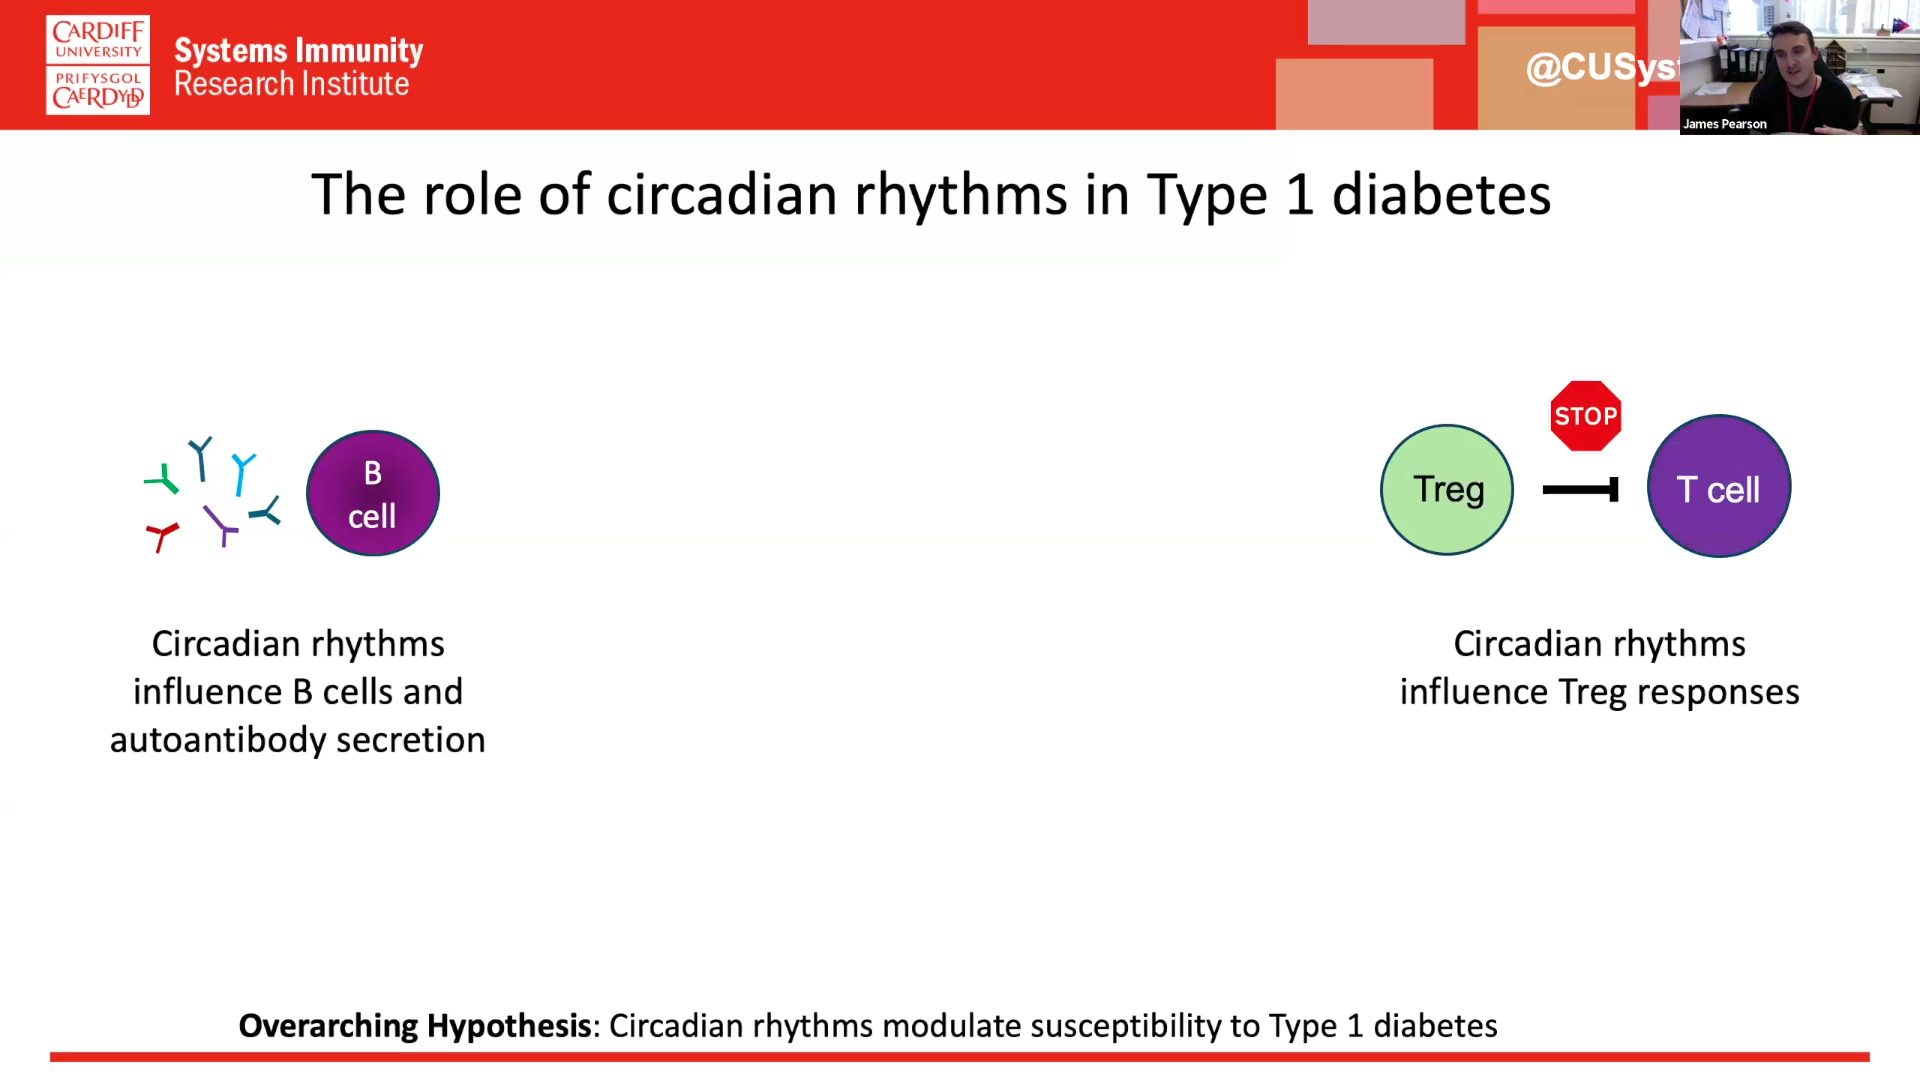 CARDIFF
UNIVERSITY
PRIFYSGOL
CAERDYDD
Systems Immunity
Research Institute
@CUSyst
James Pearson
The role of circadian rhythms in Type 1 diabetes
B
cell
Circadian rhythms
influence B cells and
autoantibody secretion
STOP
Treg
T cell
Circadian rhythms
influence Treg responses
Overarching Hypothesis: Circadian rhythms modulate susceptibility to Type 1 diabetes